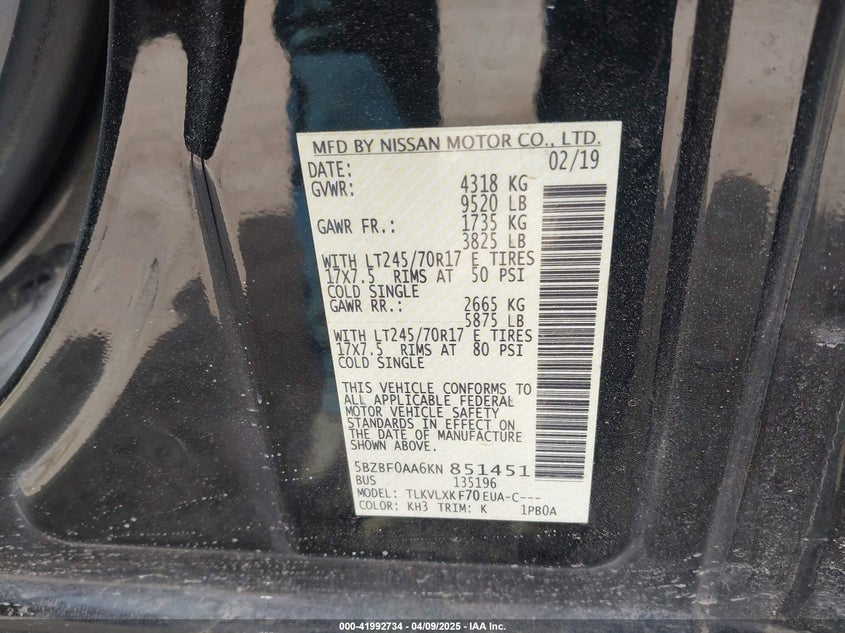 MFD BY NISSAN MOTOR CO., LTD.
DATE: 02/19
GVWR: 4318 KG
9520 LB
GAWR FR.: 1735 KG
3825 LB
WITH LT245/70R17 E TIRES
17X7.5 RIMS AT 50 PSI
COLD SINGLE
GAWR RR.: 2665 KG
5875 LB
WITH LT245/70R17 E TIRES
17X7.5 RIMS AT 80 PSI
COLD SINGLE
THIS VEHICLE CONFORMS TO
ALL APPLICABLE FEDERAL
MOTOR VEHICLE SAFETY
STANDARDS IN EFFECT ON
THE DATE OF MANUFACTURE
SHOWN ABOVE.
5BZBF0AA6KN 851451
BUS 135196
MODEL: TLKVLXKF70EUA-C---
COLOR: KH3 TRIM: K 1PB0A
000-41992734 - 04/09/2025 - IAA Inc.